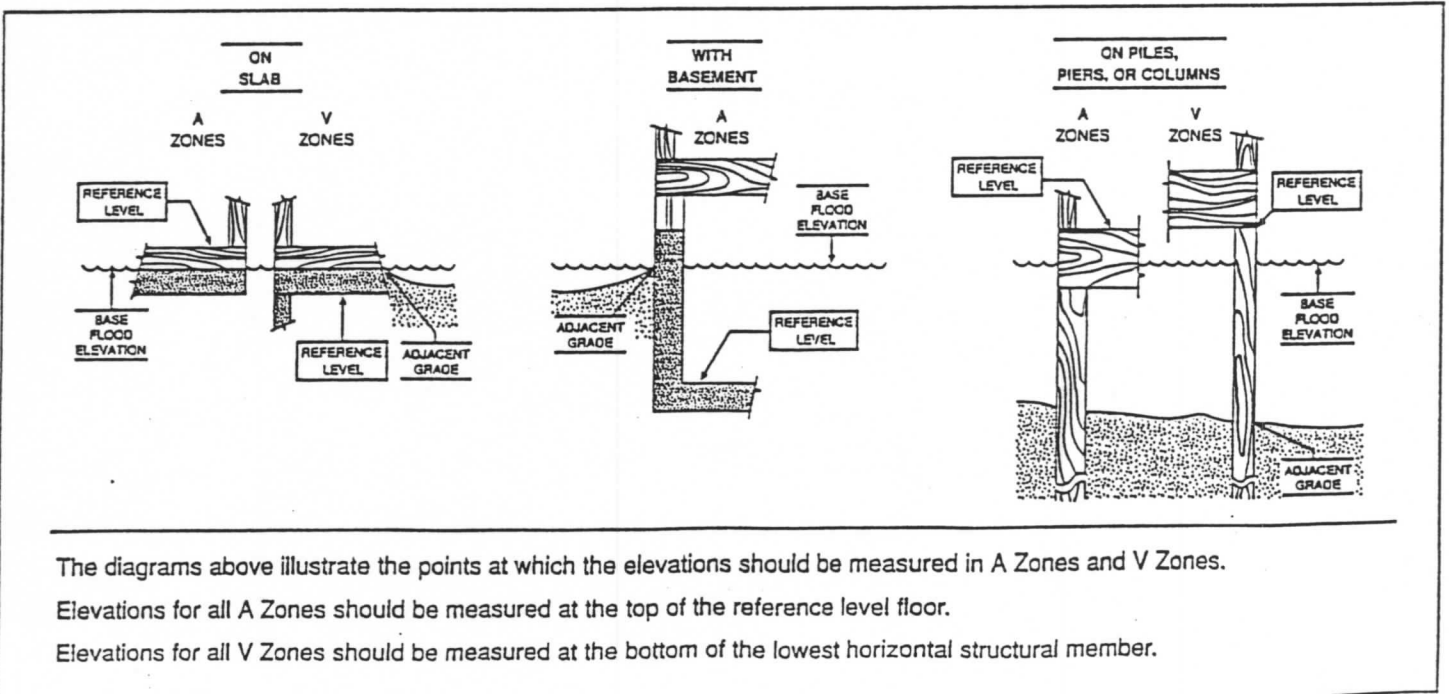 ON
SLAB
A
ZONES
V
ZONES
REFERENCE
LEVEL
BASE
FLOOD
ELEVATION
REFERENCE
LEVEL
ADJACENT
GRADE
WITH
BASEMENT
A
ZONES
BASE
FLOOD
ELEVATION
ADJACENT
GRADE
REFERENCE
LEVEL
ON PILES,
PIERS, OR COLUMNS
A
ZONES
V
ZONES
REFERENCE
LEVEL
REFERENCE
LEVEL
BASE
FLOOD
ELEVATION
ADJACENT
GRADE
The diagrams above illustrate the points at which the elevations should be measured in A Zones and V Zones.
Elevations for all A Zones should be measured at the top of the reference level floor.
Elevations for all V Zones should be measured at the bottom of the lowest horizontal structural member.